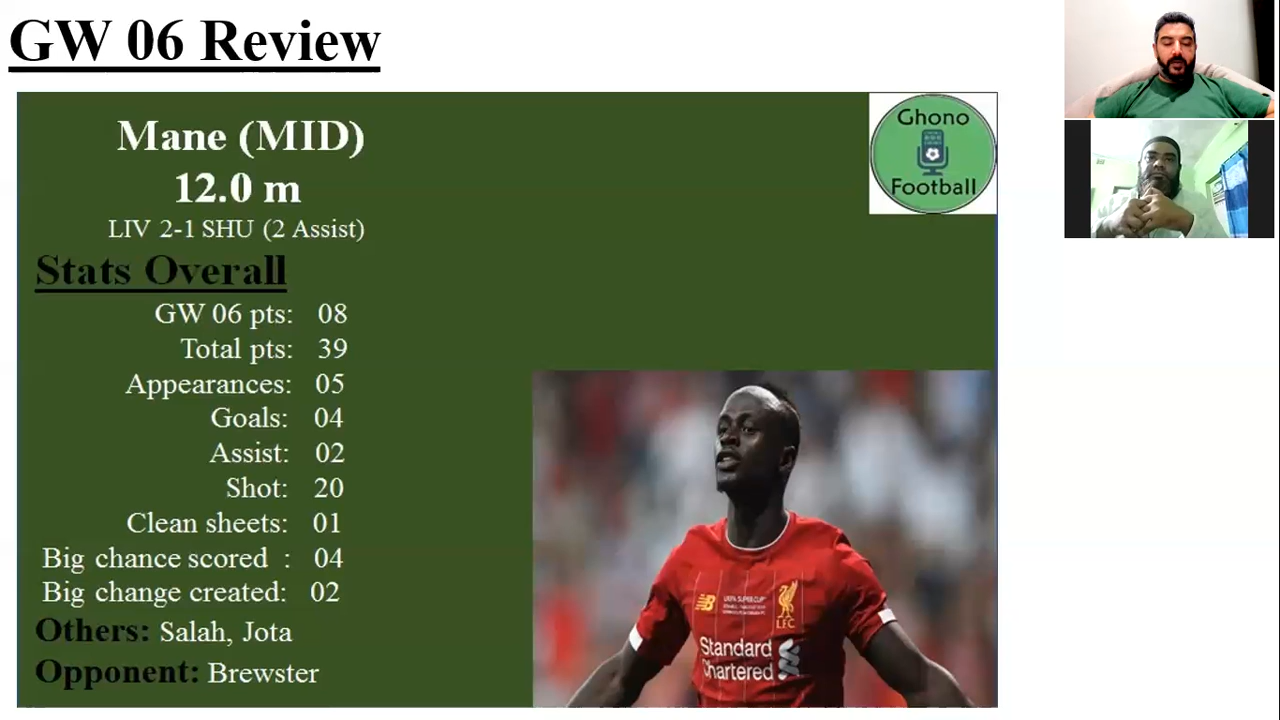 GW 06 Review
Mane (MID)
12.0 m
LIV 2-1 SHU (2 Assist)
Stats Overall
GW 06 pts: 08
Total pts: 39
Appearances: 05
Goals: 04
Assist: 02
Shot: 20
Clean sheets: 01
Big chance scored : 04
Big change created: 02
Others: Salah, Jota
Opponent: Brewster
Ghono
Football
UEFA SUPER CUP
L.F.C.
Standard
Chartered